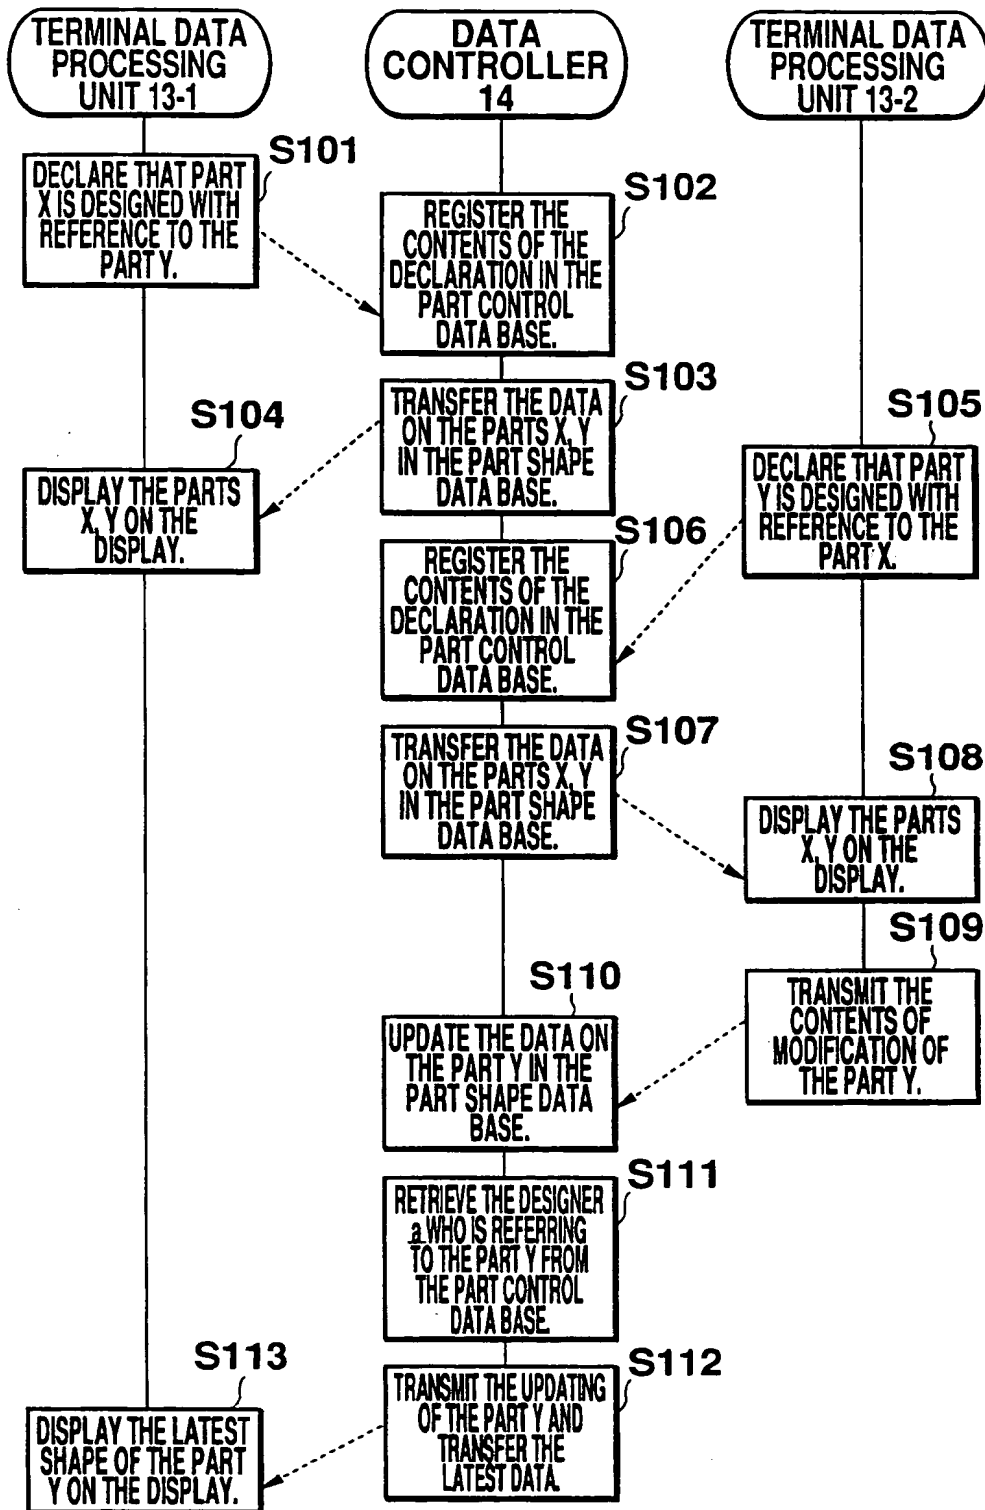 TERMINAL DATA
PROCESSING
UNIT 13-1
DATA
CONTROLLER
14
TERMINAL DATA
PROCESSING
UNIT 13-2
S101
DECLARE THAT PART
X IS DESIGNED WITH
REFERENCE TO THE
PART Y.
S102
REGISTER THE
CONTENTS OF THE
DECLARATION IN THE
PART CONTROL
DATA BASE.
S103
TRANSFER THE DATA
ON THE PARTS X, Y
IN THE PART SHAPE
DATA BASE.
S104
DISPLAY THE PARTS
X, Y ON THE
DISPLAY.
S105
DECLARE THAT PART
Y IS DESIGNED WITH
REFERENCE TO THE
PART X.
S106
REGISTER THE
CONTENTS OF THE
DECLARATION IN THE
PART CONTROL
DATA BASE.
S107
TRANSFER THE DATA
ON THE PARTS X, Y
IN THE PART SHAPE
DATA BASE.
S108
DISPLAY THE PARTS
X, Y ON THE
DISPLAY.
S109
TRANSMIT THE
CONTENTS OF
MODIFICATION OF
THE PART Y.
S110
UPDATE THE DATA ON
THE PART Y IN THE
PART SHAPE DATA
BASE.
S111
RETRIEVE THE DESIGNER
a WHO IS REFERRING
TO THE PART Y FROM
THE PART CONTROL
DATA BASE.
S112
TRANSMIT THE UPDATING
OF THE PART Y AND
TRANSFER THE
LATEST DATA.
S113
DISPLAY THE LATEST
SHAPE OF THE PART
Y ON THE DISPLAY.